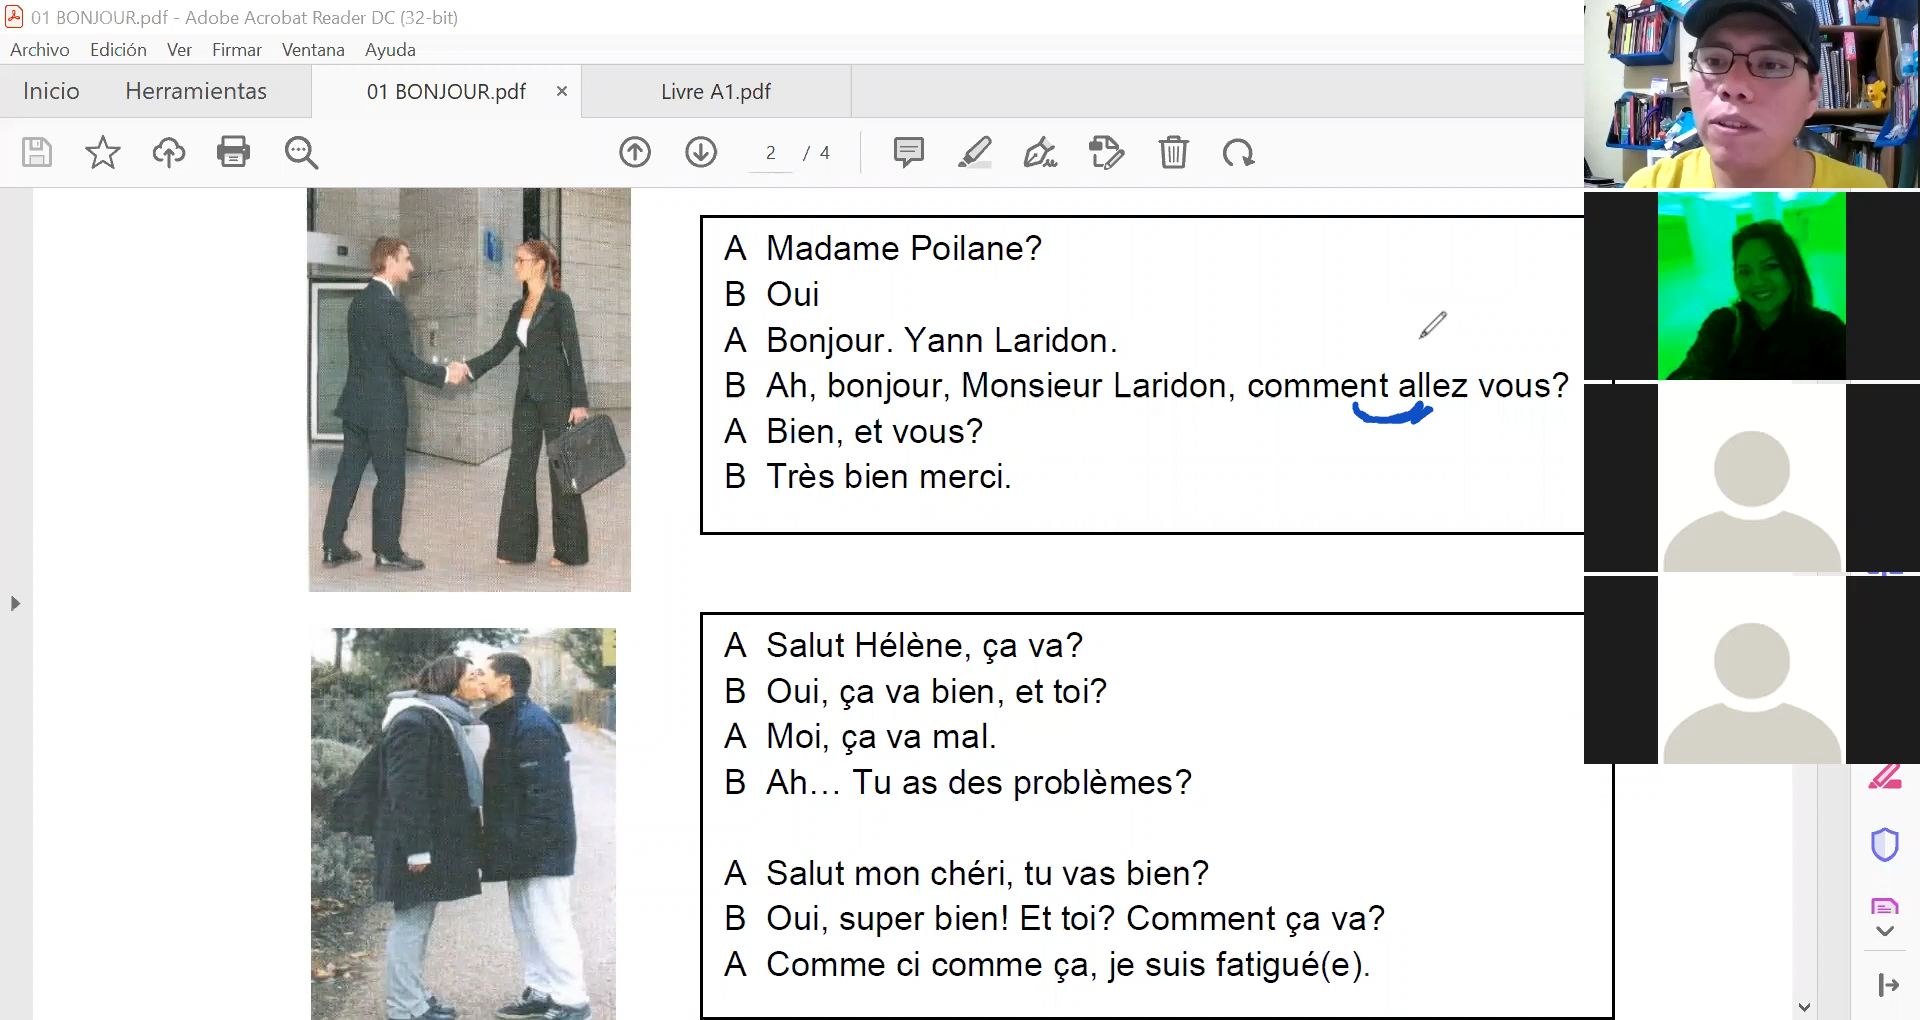 01 BONJOUR.pdf - Adobe Acrobat Reader DC (32-bit)
Archivo Edición Ver Firmar Ventana Ayuda
Inicio Herramientas 01 BONJOUR.pdf × Livre A1.pdf
2 / 4
A Madame Poilane?
B Oui
A Bonjour. Yann Laridon.
B Ah, bonjour, Monsieur Laridon, comment allez vous?
A Bien, et vous?
B Très bien merci.
A Salut Hélène, ça va?
B Oui, ça va bien, et toi?
A Moi, ça va mal.
B Ah… Tu as des problèmes?
A Salut mon chéri, tu vas bien?
B Oui, super bien! Et toi? Comment ça va?
A Comme ci comme ça, je suis fatigué(e).